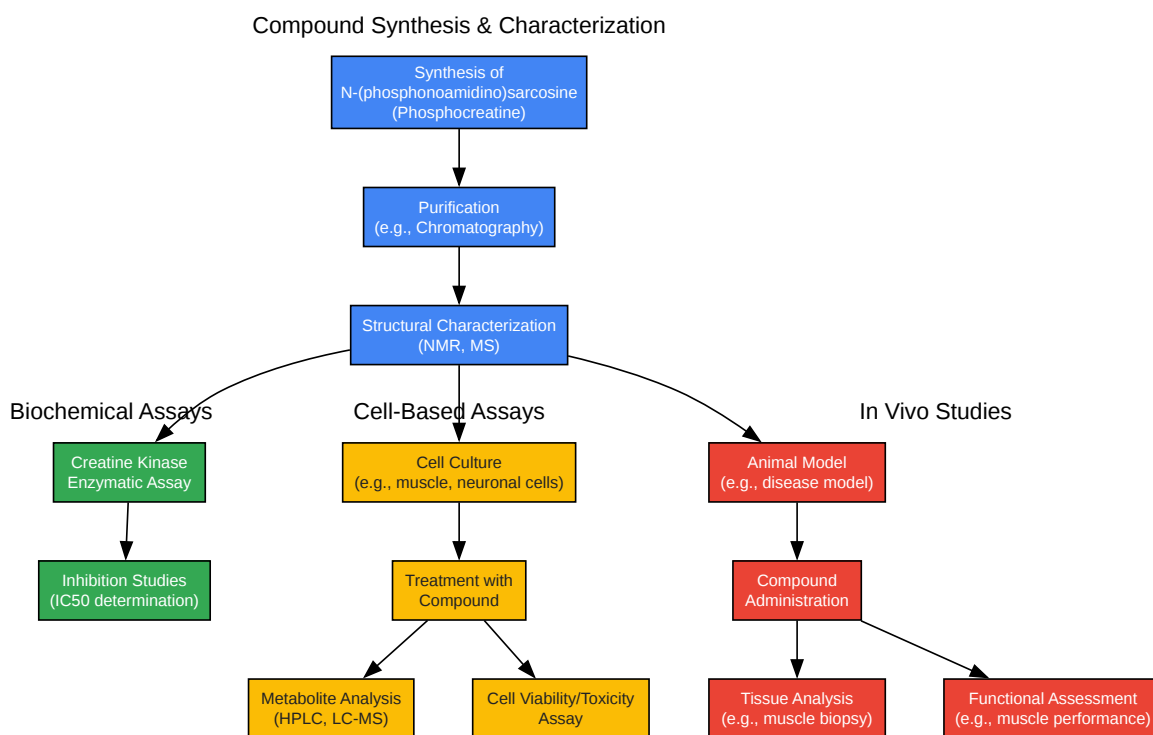 Compound Synthesis & Characterization
Synthesis of
N-(phosphonoamidino)sarcosine
(Phosphocreatine)
Purification
(e.g., Chromatography)
Structural Characterization
(NMR, MS)
Biochemical Assays
Cell-Based Assays
In Vivo Studies
Creatine Kinase
Enzymatic Assay
Cell Culture
(e.g., muscle, neuronal cells)
Animal Model
(e.g., disease model)
Inhibition Studies
(IC50 determination)
Treatment with
Compound
Compound
Administration
Metabolite Analysis
(HPLC, LC-MS)
Cell Viability/Toxicity
Assay
Tissue Analysis
(e.g., muscle biopsy)
Functional Assessment
(e.g., muscle performance)